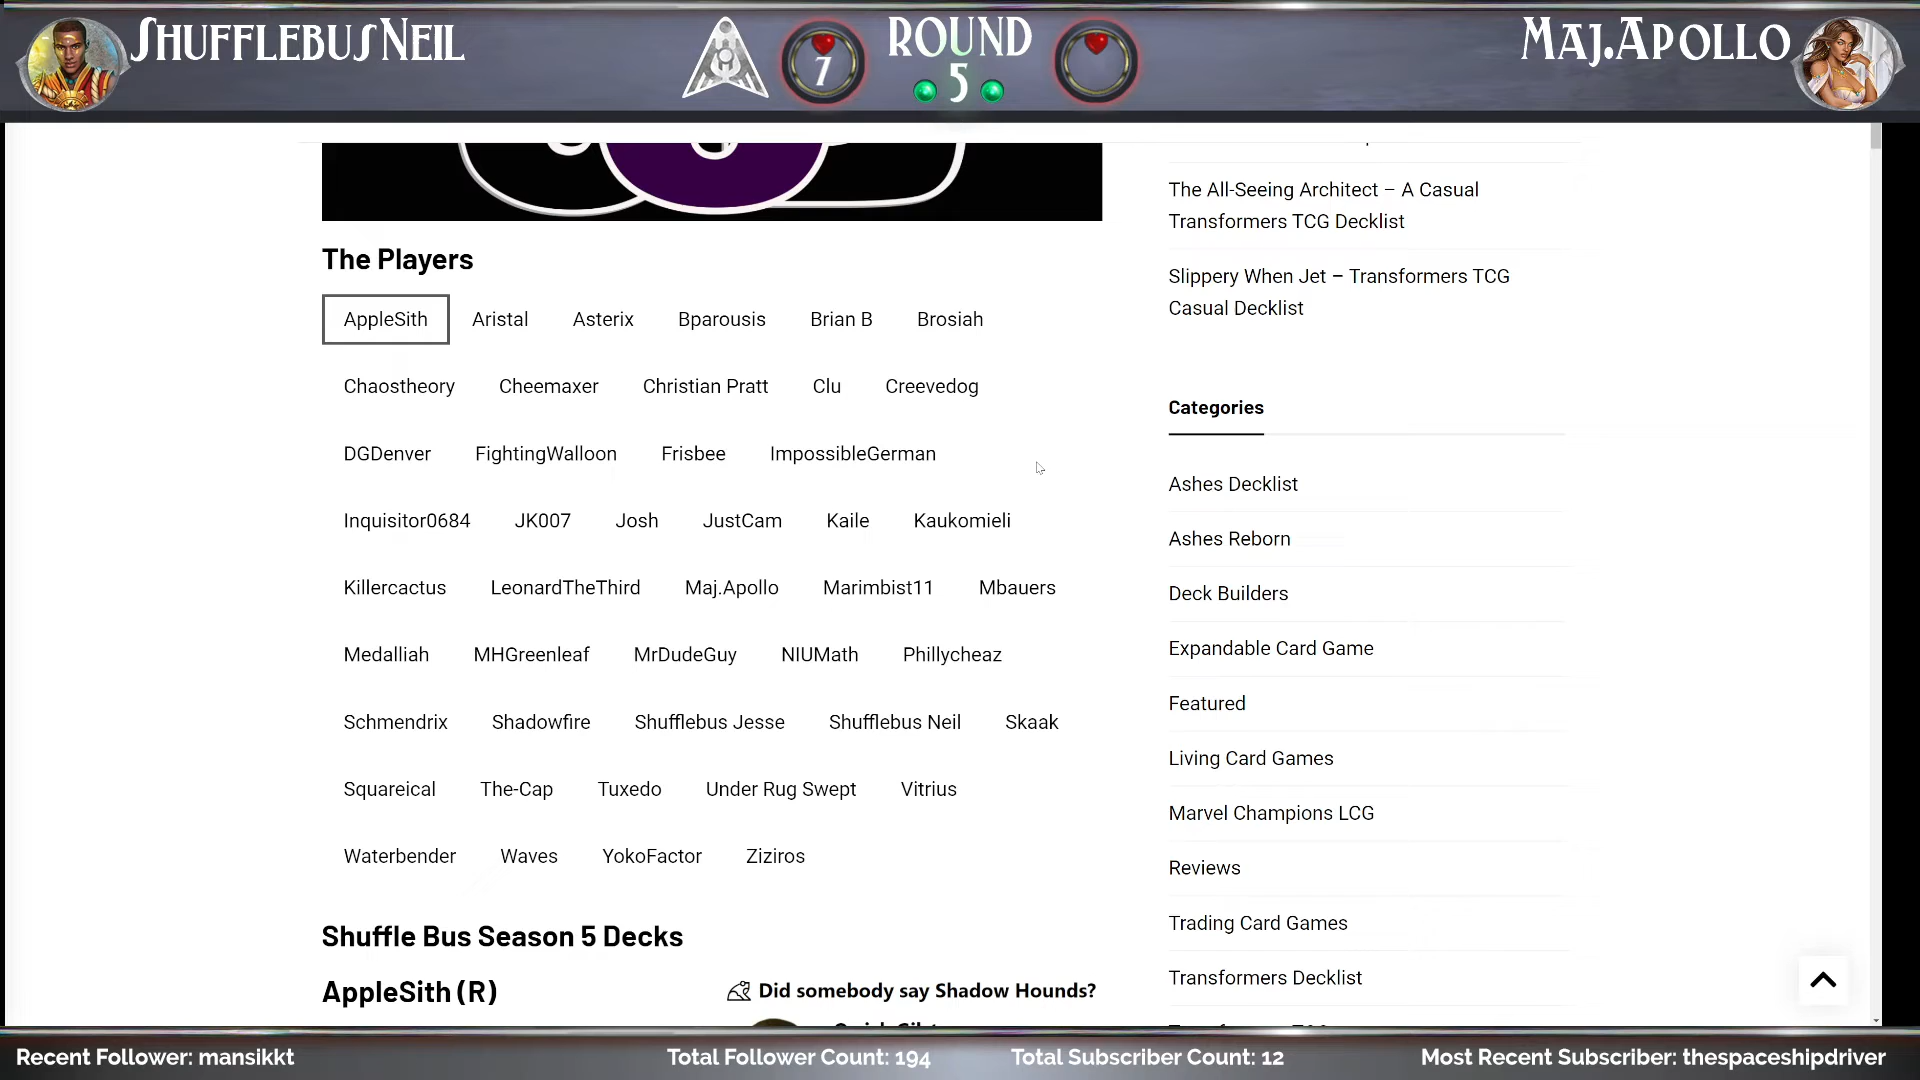 ShufflebusNeil
7
ROUND
5
Maj.Apollo
The Players
AppleSith Aristal Asterix Bparousis Brian B Brosiah
Chaostheory Cheemaxer Christian Pratt Clu Creevedog
DGDenver FightingWalloon Frisbee ImpossibleGerman
Inquisitor0684 JK007 Josh JustCam Kaile Kaukomieli
Killercactus LeonardTheThird Maj.Apollo Marimbist11 Mbauers
Medalliah MHGreenleaf MrDudeGuy NIUMath Phillycheaz
Schmendrix Shadowfire Shufflebus Jesse Shufflebus Neil Skaak
Squareical The-Cap Tuxedo Under Rug Swept Vitrius
Waterbender Waves YokoFactor Ziziros
Shuffle Bus Season 5 Decks
AppleSith (R)
Did somebody say Shadow Hounds?
The All-Seeing Architect – A Casual
Transformers TCG Decklist
Slippery When Jet – Transformers TCG
Casual Decklist
Categories
Ashes Decklist
Ashes Reborn
Deck Builders
Expandable Card Game
Featured
Living Card Games
Marvel Champions LCG
Reviews
Trading Card Games
Transformers Decklist
Recent Follower: mansikkt
Total Follower Count: 194
Total Subscriber Count: 12
Most Recent Subscriber: thespaceshipdriver